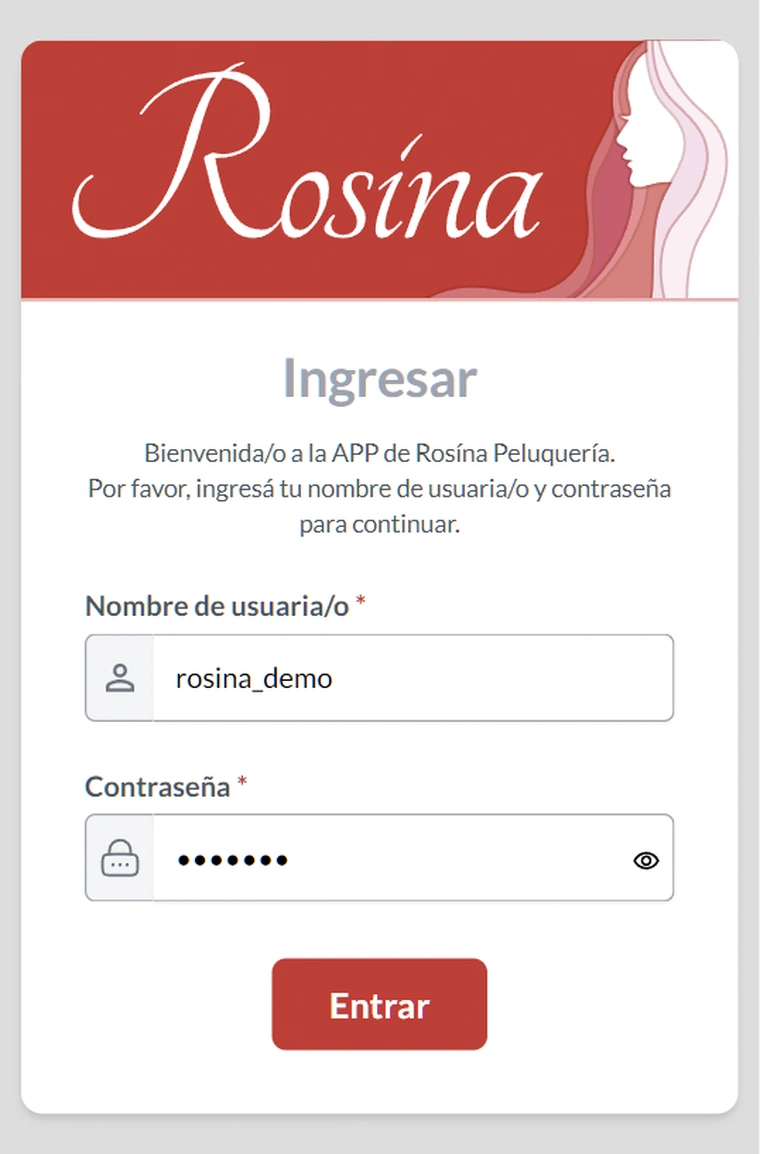 Rosína
Ingresar
Bienvenida/o a la APP de Rosína Peluquería.
Por favor, ingresá tu nombre de usuaria/o y contraseña
para continuar.
Nombre de usuaria/o *
rosina_demo
Contraseña *
•••••••
Entrar